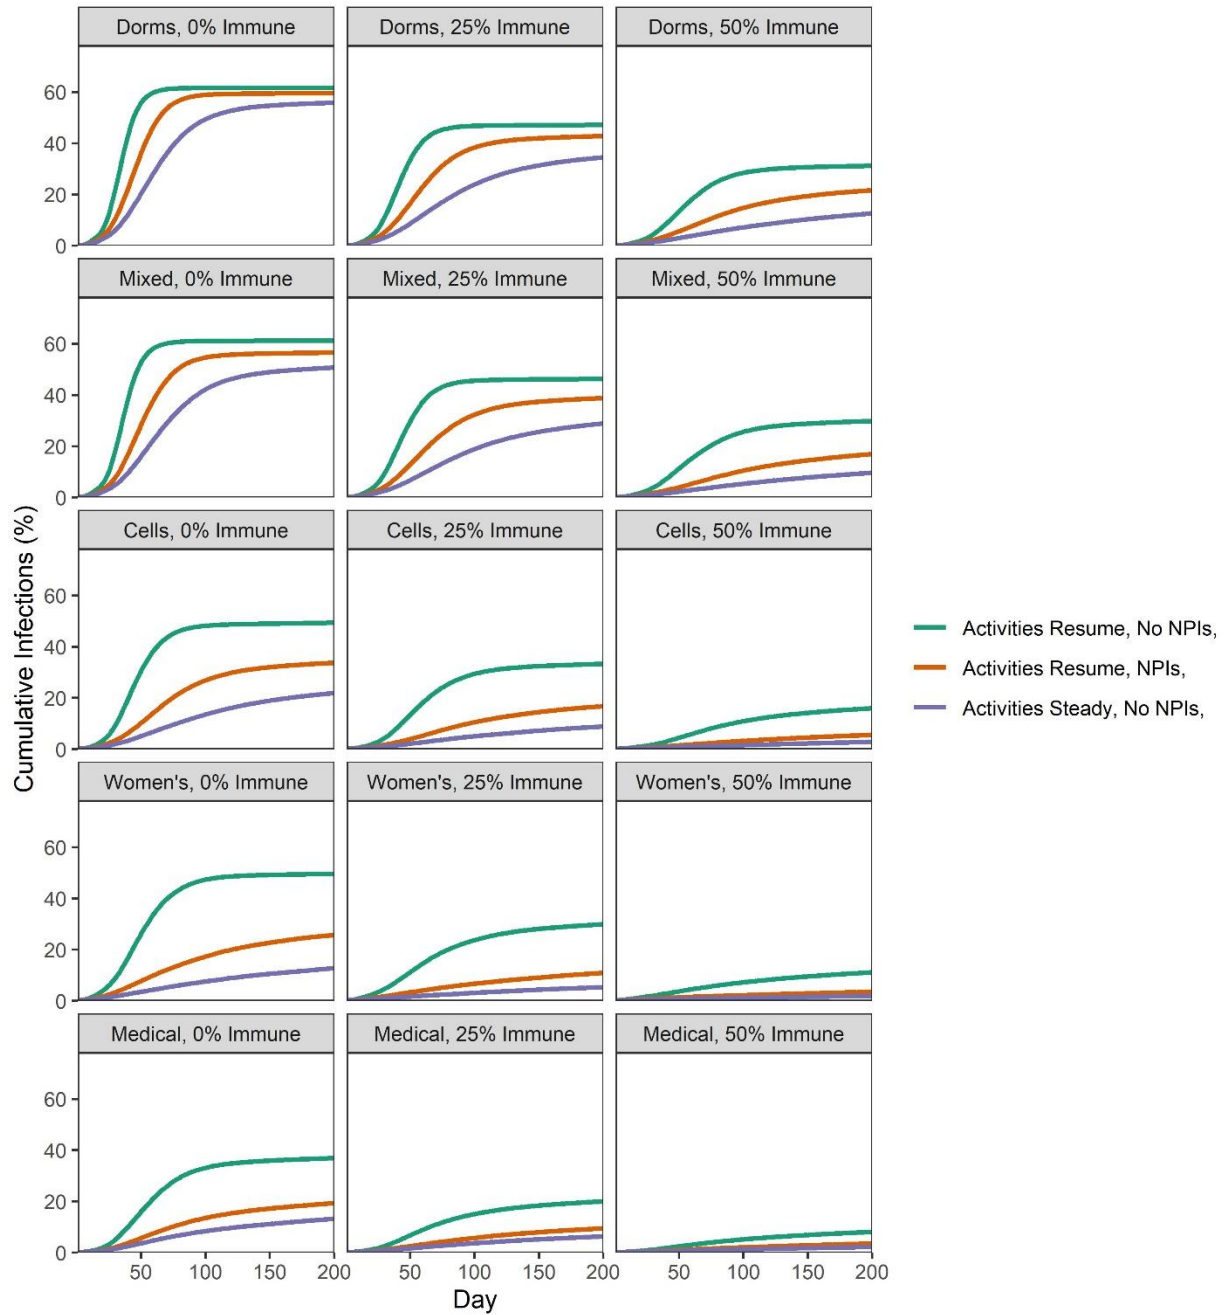 Dorms, 0% Immune
Dorms, 25% Immune
Dorms, 50% Immune
60
40
20
0
Mixed, 0% Immune
Mixed, 25% Immune
Mixed, 50% Immune
60
40
20
0
Cells, 0% Immune
Cells, 25% Immune
Cells, 50% Immune
60
40
20
0
Women's, 0% Immune
Women's, 25% Immune
Women's, 50% Immune
60
40
20
0
Medical, 0% Immune
Medical, 25% Immune
Medical, 50% Immune
60
40
20
0
50 100 150 200
50 100 150 200
50 100 150 200
Day
Cumulative Infections (%)
Activities Resume, No NPIs,
Activities Resume, NPIs,
Activities Steady, No NPIs,